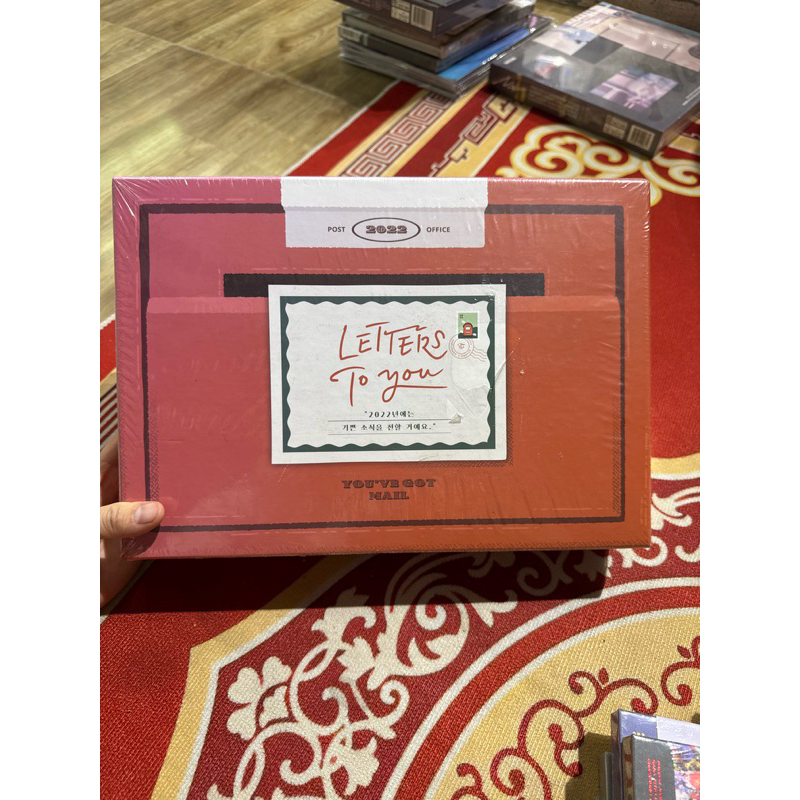 POST 2022 OFFICE
LETTERS
To you
"2022년에는
기쁜 소식을 전할 거예요."
YOU'VE GOT
MAIL